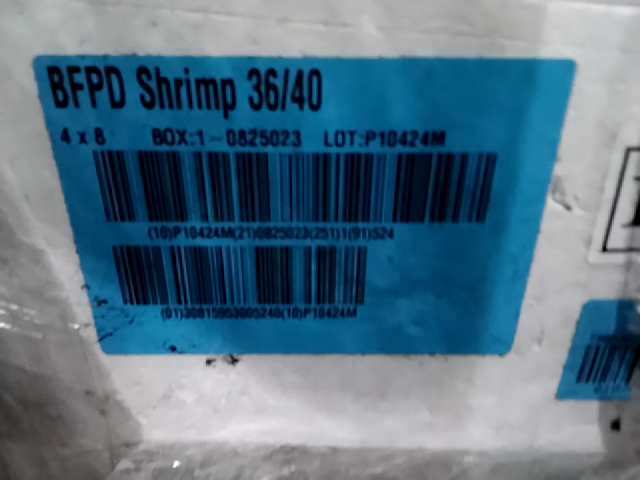 BFPD Shrimp 36/40
4 x 8 BOX:1-0825023 LOT:P10424M
(10)P10424M(21)0825023(251)1(91)524
(01)30815953005240(10)P10424M